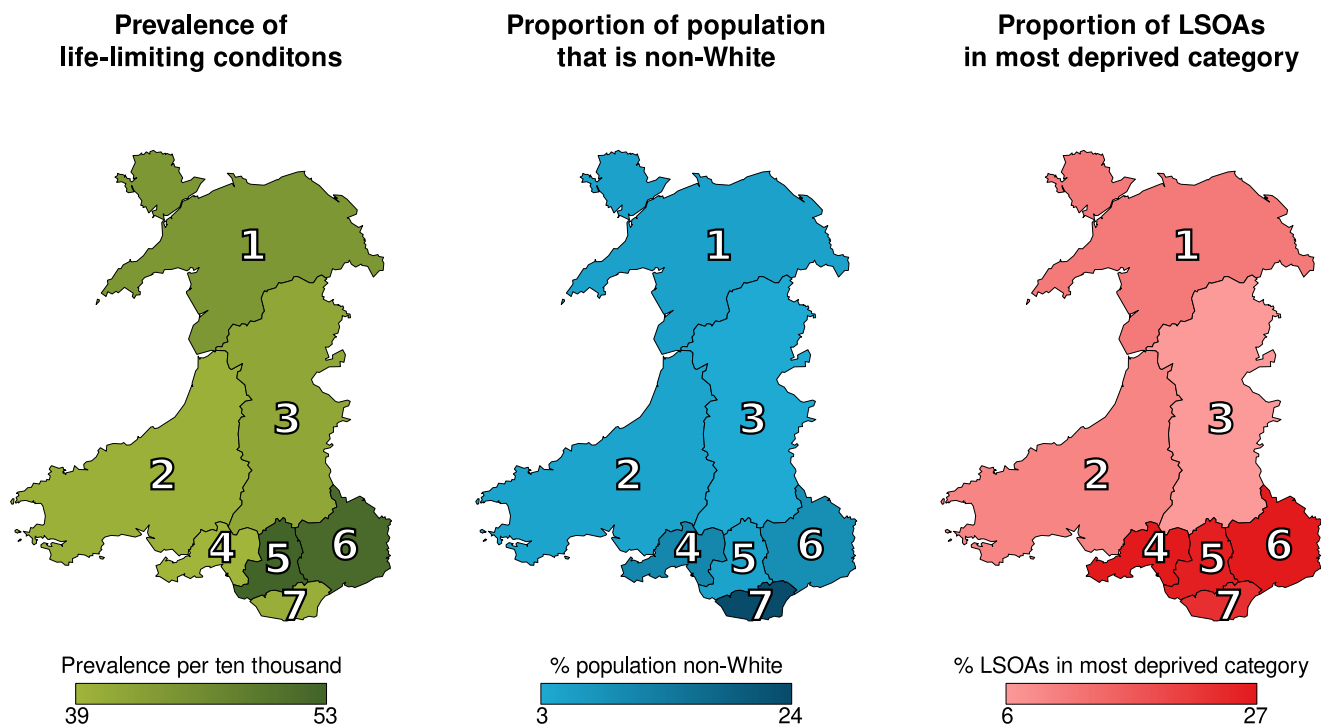 Prevalence of
life-limiting conditons
1
2
3
4
5
6
7
Prevalence per ten thousand
39 53
Proportion of population
that is non-White
1
2
3
4
5
6
7
% population non-White
3 24
Proportion of LSOAs
in most deprived category
1
2
3
4
5
6
7
% LSOAs in most deprived category
6 27